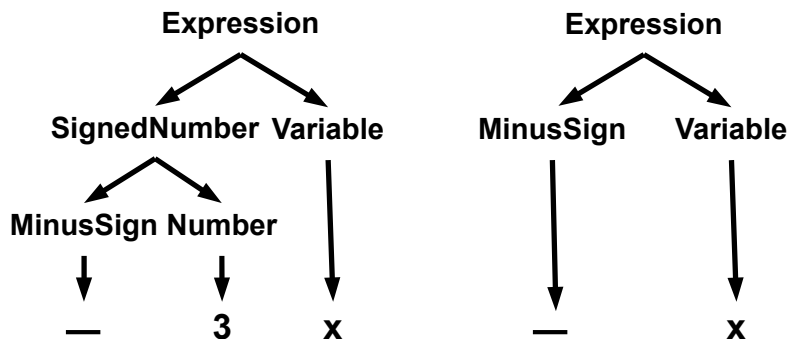 Expression Expression
SignedNumber Variable MinusSign Variable
MinusSign Number
— 3 x — x